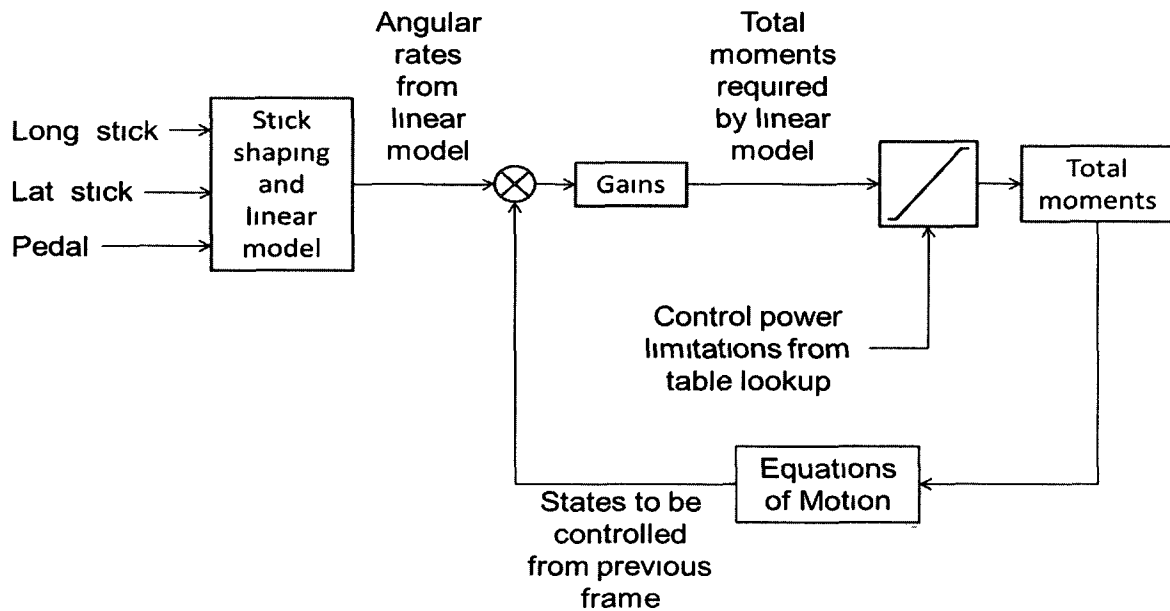 Angular
rates
from
linear
model
Total
moments
required
by linear
model
Long stick
Lat stick
Pedal
Stick
shaping
and
linear
model
Gains
Total
moments
Control power
limitations from
table lookup
Equations
of Motion
States to be
controlled
from previous
frame